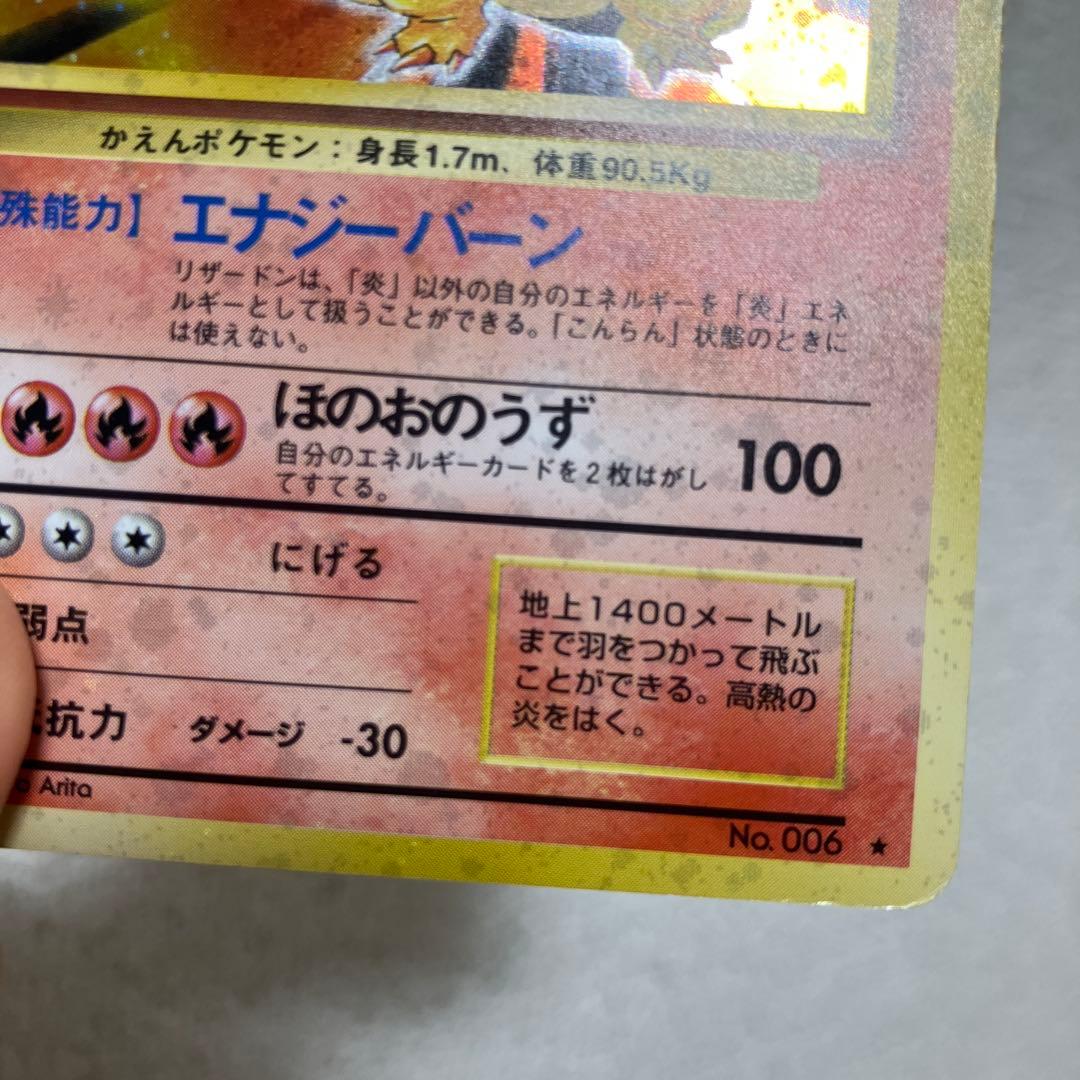 かえんポケモン：身長1.7m、体重90.5Kg
殊能力】 エナジーバーン
リザードンは、「炎」以外の自分のエネルギーを「炎」エネ
ルギーとして扱うことができる。「こんらん」状態のときに
は使えない。
ほのおのうず 100
自分のエネルギーカードを2枚はがし
てすてる。
にげる
弱点
抗力 ダメージ -30
地上1400メートル
まで羽をつかって飛ぶ
ことができる。高熱の
炎をはく。
Arita
No. 006 ★